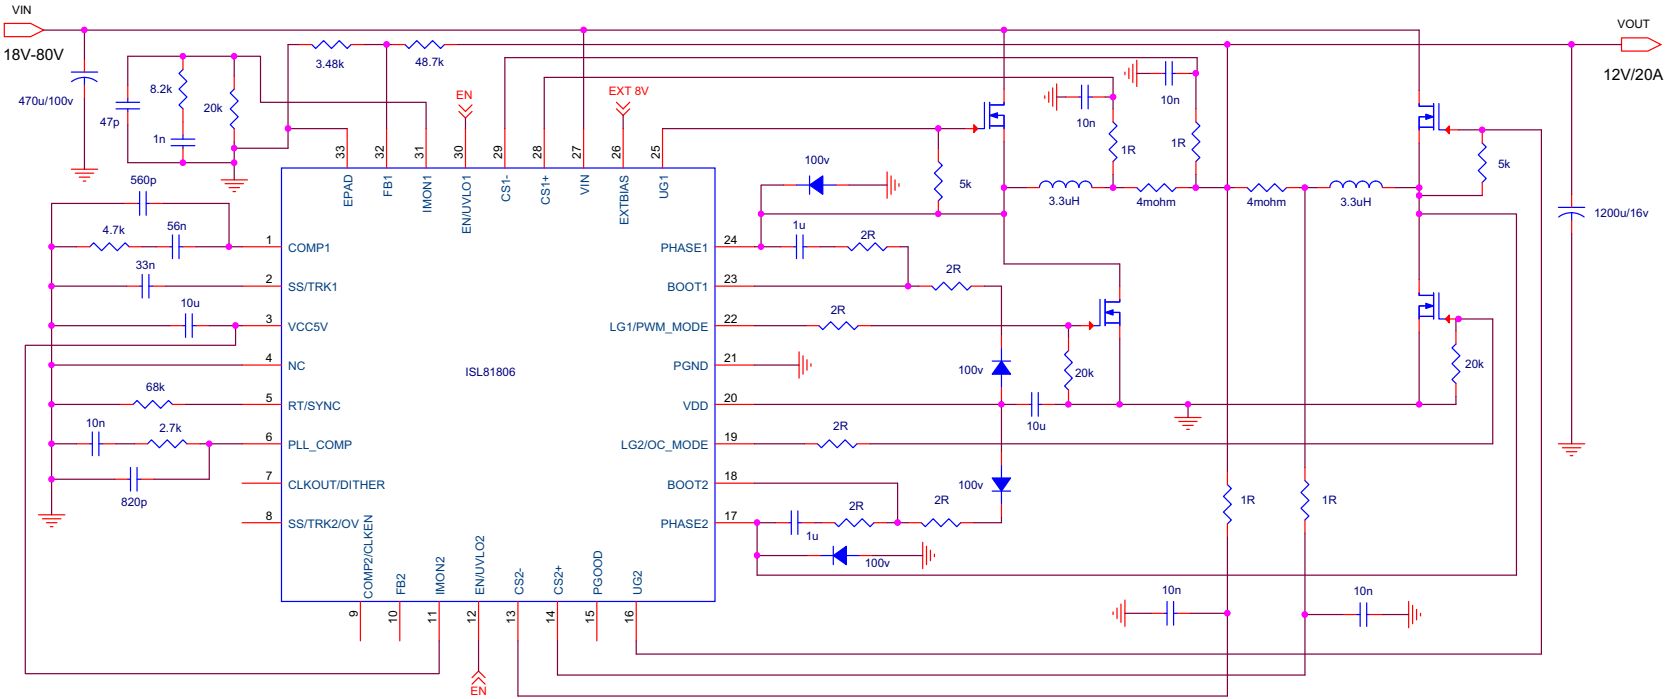 VIN
18V-80V
470u/100v
47p
8.2k
1n
20k
3.48k
48.7k
EN
EXT 8V
10n
10n
1R
1R
VOUT
12V/20A
33
32
31
30
29
28
27
26
25
EPAD
FB1
IMON1
EN/UVLO1
CS1-
CS1+
VIN
EXTBIAS
UG1
100v
5k
3.3uH
4mohm
4mohm
3.3uH
5k
1200u/16v
560p
4.7k
56n
33n
10u
68k
10n
2.7k
820p
1 COMP1
2 SS/TRK1
3 VCC5V
4 NC
5 RT/SYNC
6 PLL_COMP
7 CLKOUT/DITHER
8 SS/TRK2/OV
ISL81806
PHASE1 24
BOOT1 23
LG1/PWM_MODE 22
PGND 21
VDD 20
LG2/OC_MODE 19
BOOT2 18
PHASE2 17
1u
2R
2R
2R
100v
20k
10u
20k
2R
100v
2R
2R
1u
100v
1R
1R
10n
10n
COMP2/CLKEN
FB2
IMON2
EN/UVLO2
CS2-
CS2+
PGOOD
UG2
9
10
11
12
13
14
15
16
EN